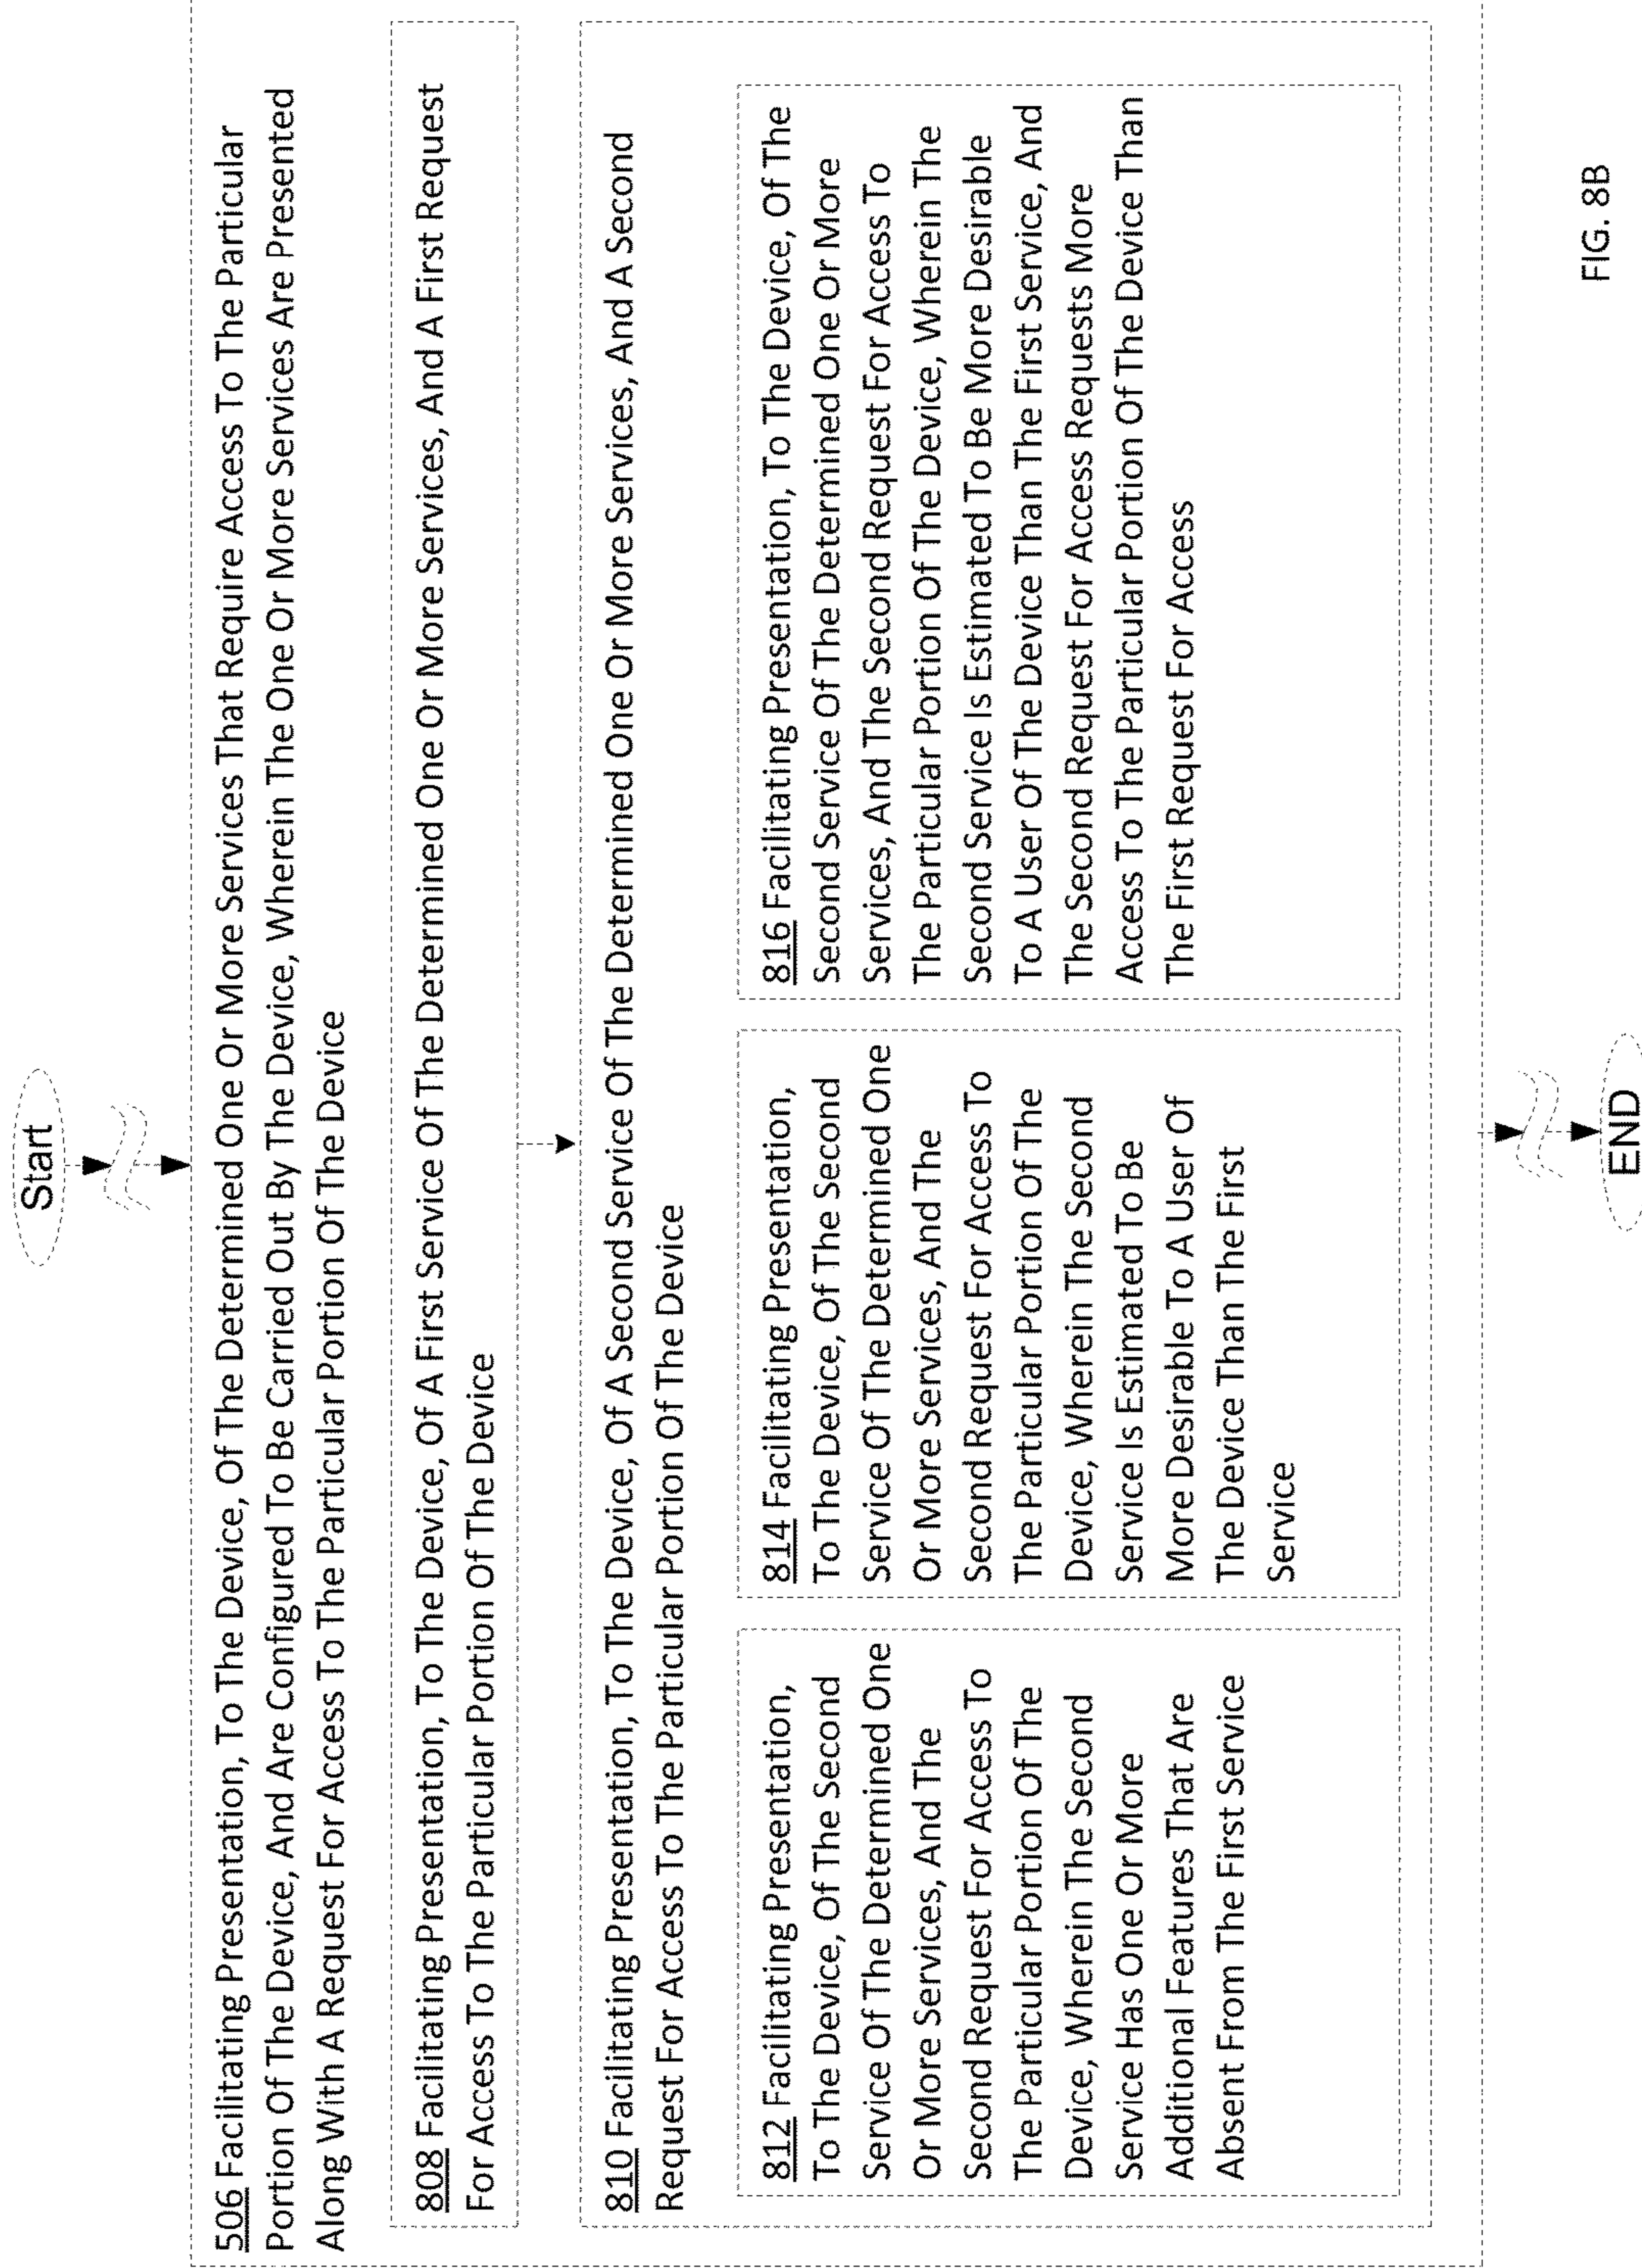 Start
506 Facilitating Presentation, To The Device, Of The Determined One Or More Services That Require Access To The Particular
Portion Of The Device, And Are Configured To Be Carried Out By The Device, Wherein The One Or More Services Are Presented
Along With A Request For Access To The Particular Portion Of The Device
808 Facilitating Presentation, To The Device, Of A First Service Of The Determined One Or More Services, And A First Request
For Access To The Particular Portion Of The Device
810 Facilitating Presentation, To The Device, Of A Second Service Of The Determined One Or More Services, And A Second
Request For Access To The Particular Portion Of The Device
812 Facilitating Presentation,
To The Device, Of The Second
Service Of The Determined One
Or More Services, And The
Second Request For Access To
The Particular Portion Of The
Device, Wherein The Second
Service Has One Or More
Additional Features That Are
Absent From The First Service
814 Facilitating Presentation,
To The Device, Of The Second
Service Of The Determined One
Or More Services, And The
Second Request For Access To
The Particular Portion Of The
Device, Wherein The Second
Service Is Estimated To Be
More Desirable To A User Of
The Device Than The First
Service
816 Facilitating Presentation, To The Device, Of The
Second Service Of The Determined One Or More
Services, And The Second Request For Access To
The Particular Portion Of The Device, Wherein The
Second Service Is Estimated To Be More Desirable
To A User Of The Device Than The First Service, And
The Second Request For Access Requests More
Access To The Particular Portion Of The Device Than
The First Request For Access
END
FIG. 8B